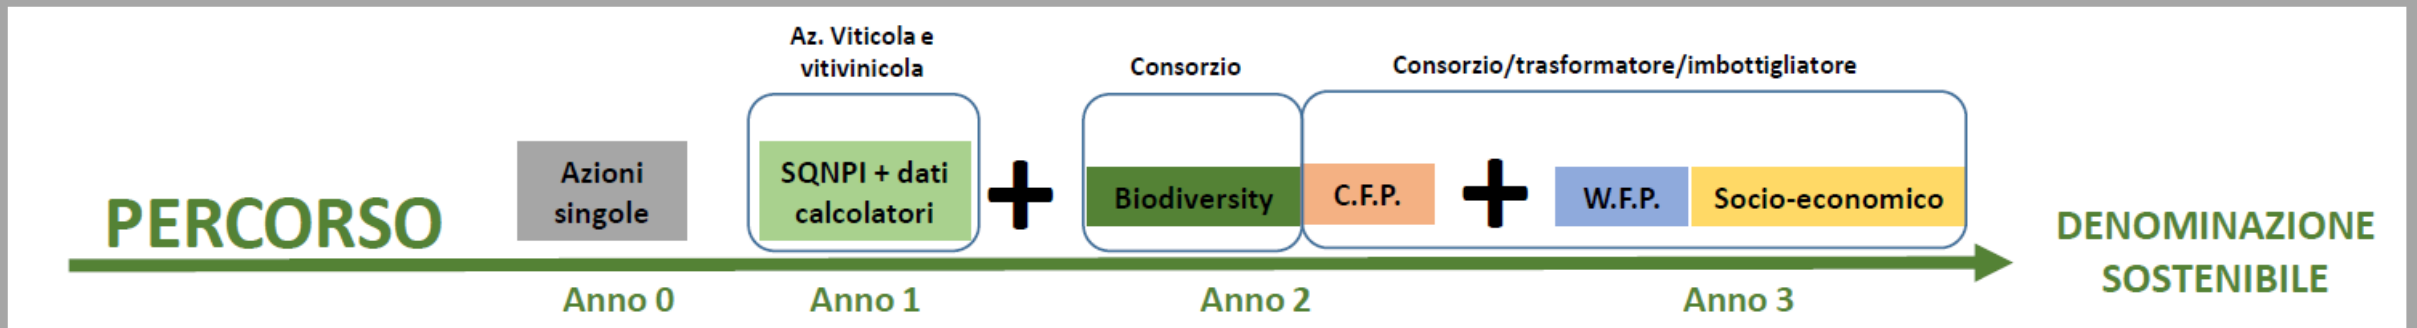 Az. Viticola e
vitivinicola
Consorzio
Consorzio/trasformatore/imbottigliatore
PERCORSO
Azioni
singole
SQNPI + dati
calcolatori
+
Biodiversity
C.F.P.
+
W.F.P.
Socio-economico
DENOMINAZIONE
SOSTENIBILE
Anno 0
Anno 1
Anno 2
Anno 3